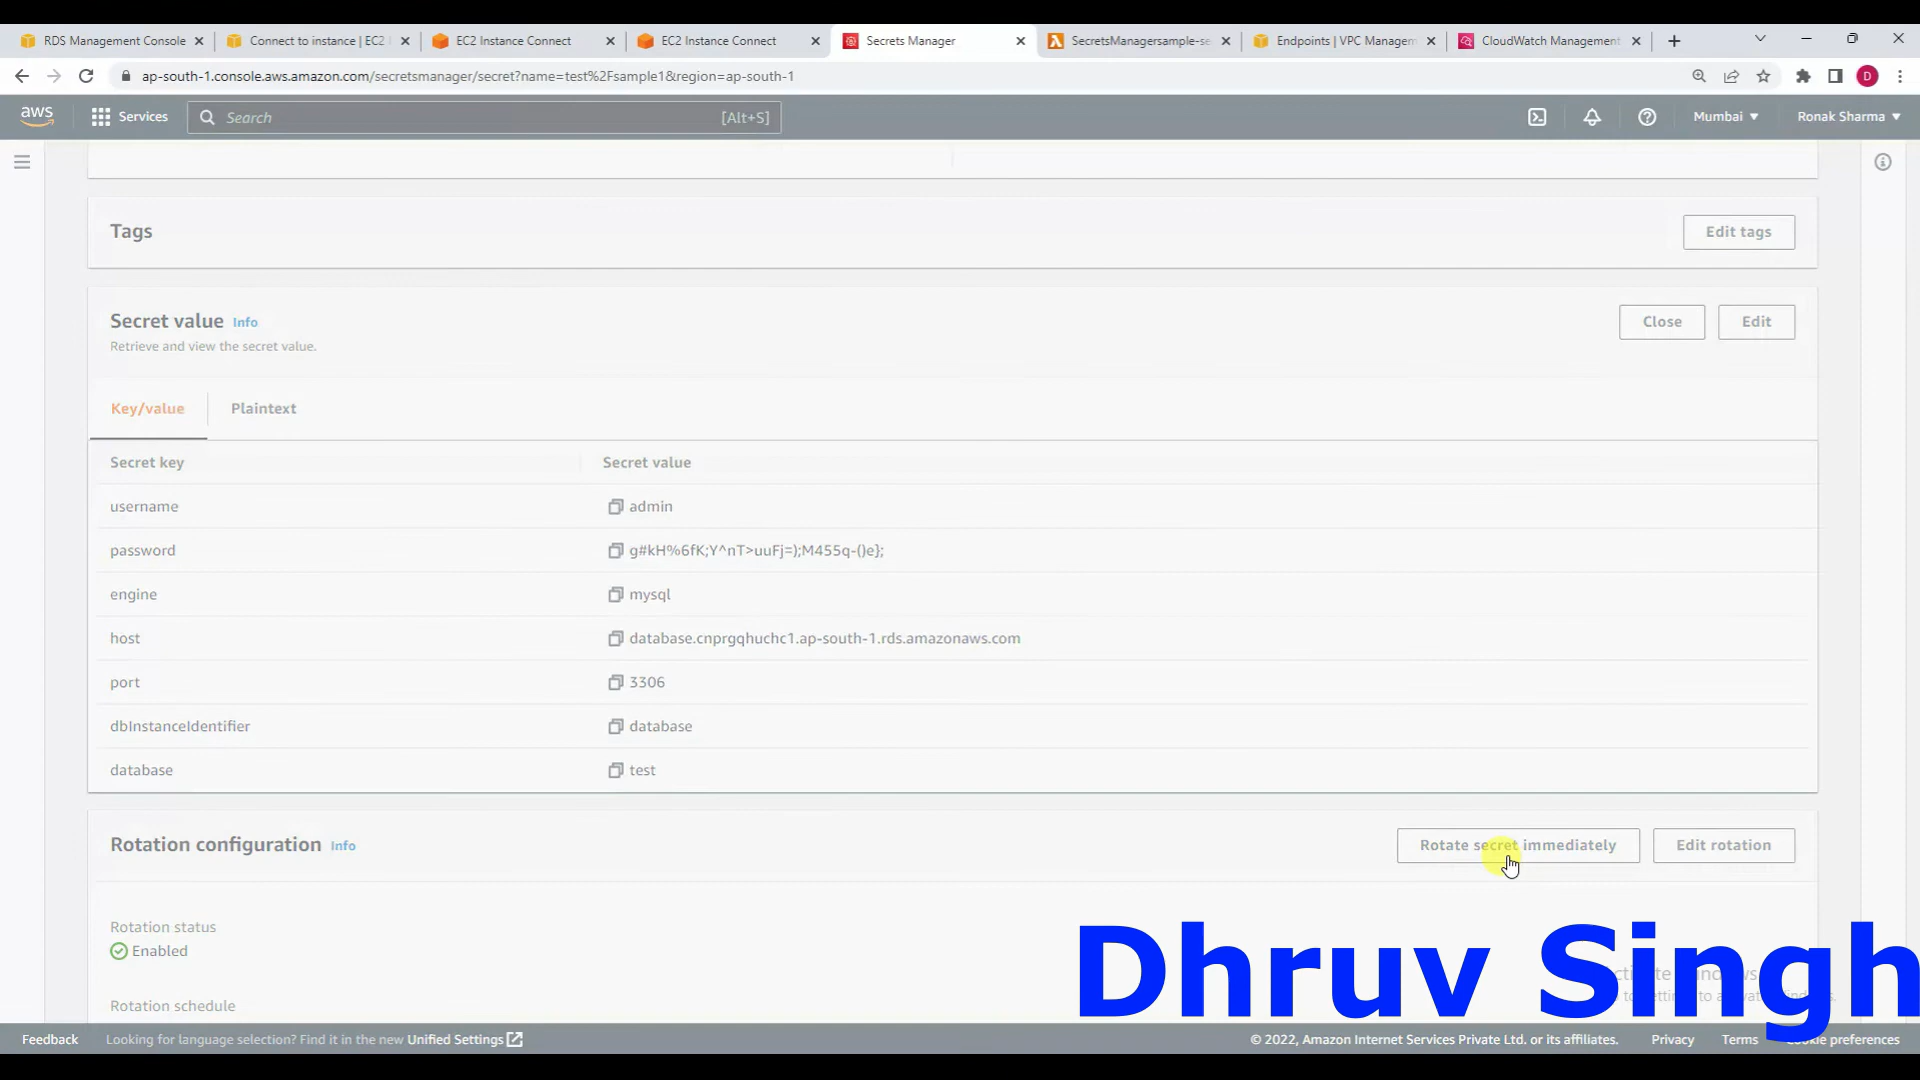 RDS Management Console
Connect to instance | EC2
EC2 Instance Connect
EC2 Instance Connect
Secrets Manager
SecretsManagersample-se
Endpoints | VPC Managem
CloudWatch Management
ap-south-1.console.aws.amazon.com/secretsmanager/secret?name=test%2Fsample1&region=ap-south-1
D
aws
Services
Search
[Alt+S]
Mumbai
Ronak Sharma
Tags
Edit tags
Secret value Info
Close
Edit
Retrieve and view the secret value.
Key/value
Plaintext
Secret key
Secret value
username
admin
password
g#kH%6fK;Y^nT>uuFj=);M455q-()e};
engine
mysql
host
database.cnprgqhuchc1.ap-south-1.rds.amazonaws.com
port
3306
dbInstanceIdentifier
database
database
test
Rotation configuration Info
Rotate secret immediately
Edit rotation
Rotation status
Enabled
Dhruv Singh
Rotation schedule
Feedback
Looking for language selection? Find it in the new Unified Settings
© 2022, Amazon Internet Services Private Ltd. or its affiliates.
Privacy
Terms
Cookie preferences